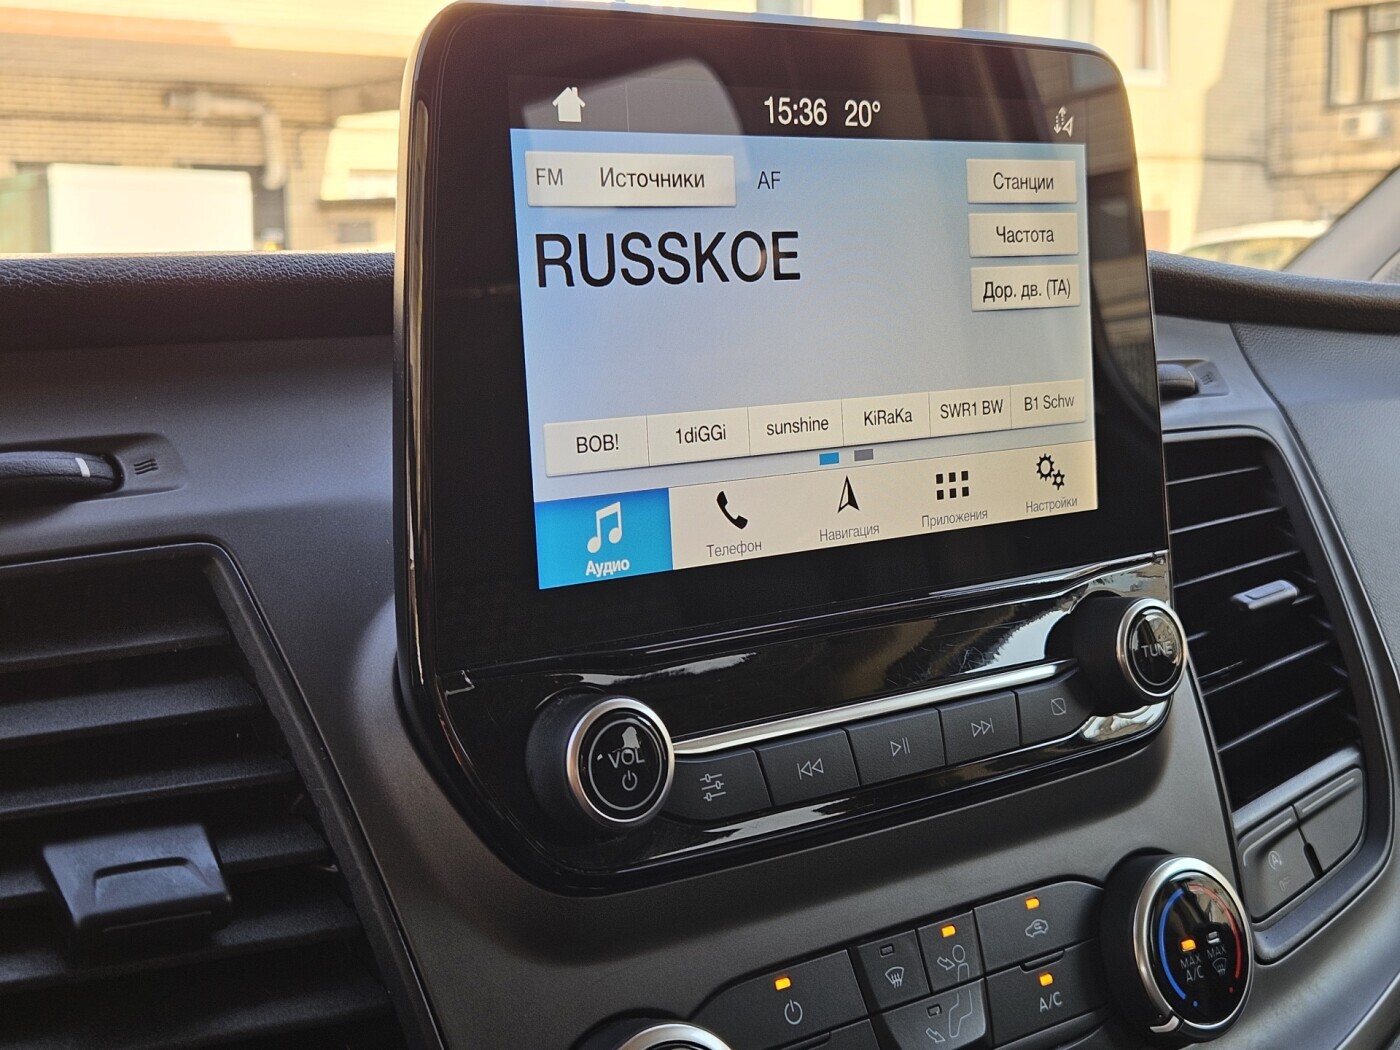 15:36 20°
FM Источники AF Станции
RUSSKOE
Частота
Дор. дв. (TA)
BOB! 1diGGi sunshine KiRaKa SWR1 BW B1 Schw
Аудио Телефон Навигация Приложения Настройки
TUNE
VOL
MAX A/C MAX
A/C